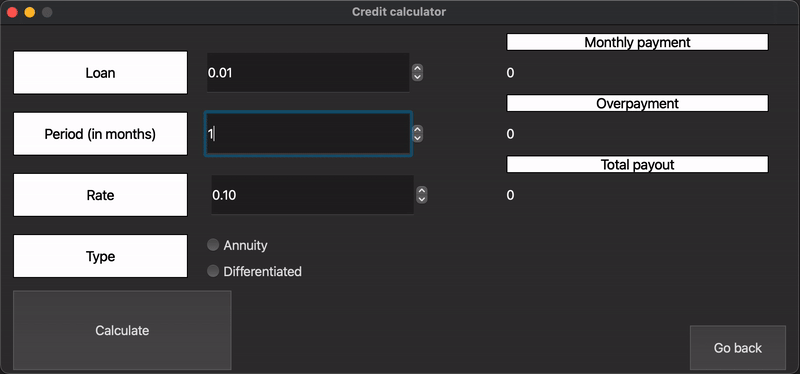 Credit calculator
Loan
0.01
Monthly payment
0
Period (in months)
1
Overpayment
0
Rate
0.10
Total payout
0
Type
Annuity
Differentiated
Calculate
Go back